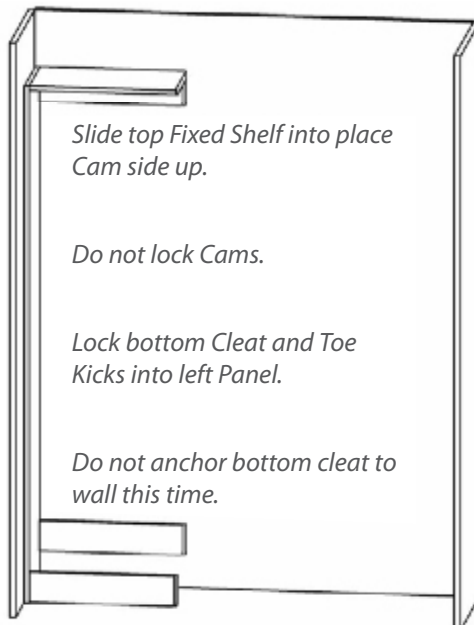 Slide top Fixed Shelf into place
Cam side up.
Do not lock Cams.
Lock bottom Cleat and Toe
Kicks into left Panel.
Do not anchor bottom cleat to
wall this time.